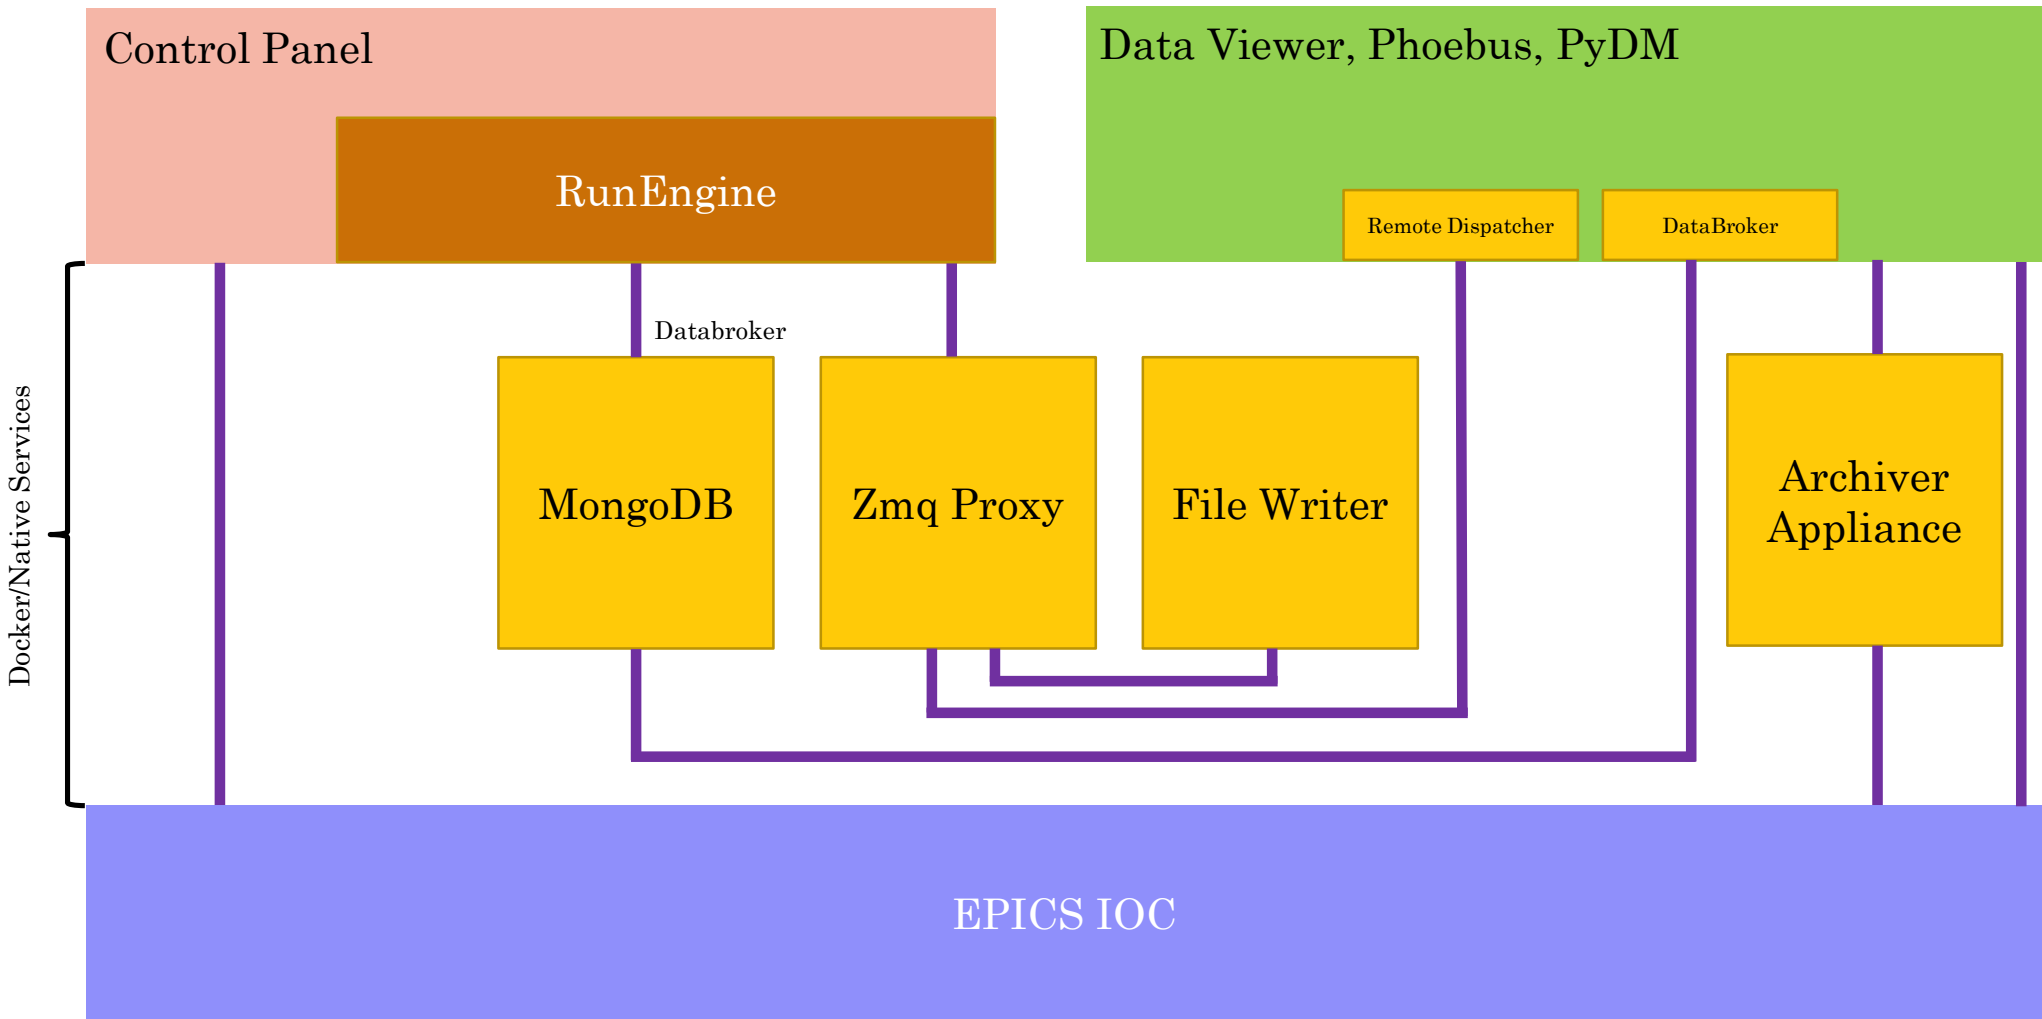 Control Panel
Data Viewer, Phoebus, PyDM
RunEngine
Remote Dispatcher
DataBroker
Databroker
Docker/Native Services
MongoDB
Zmq Proxy
File Writer
Archiver
Appliance
EPICS IOC